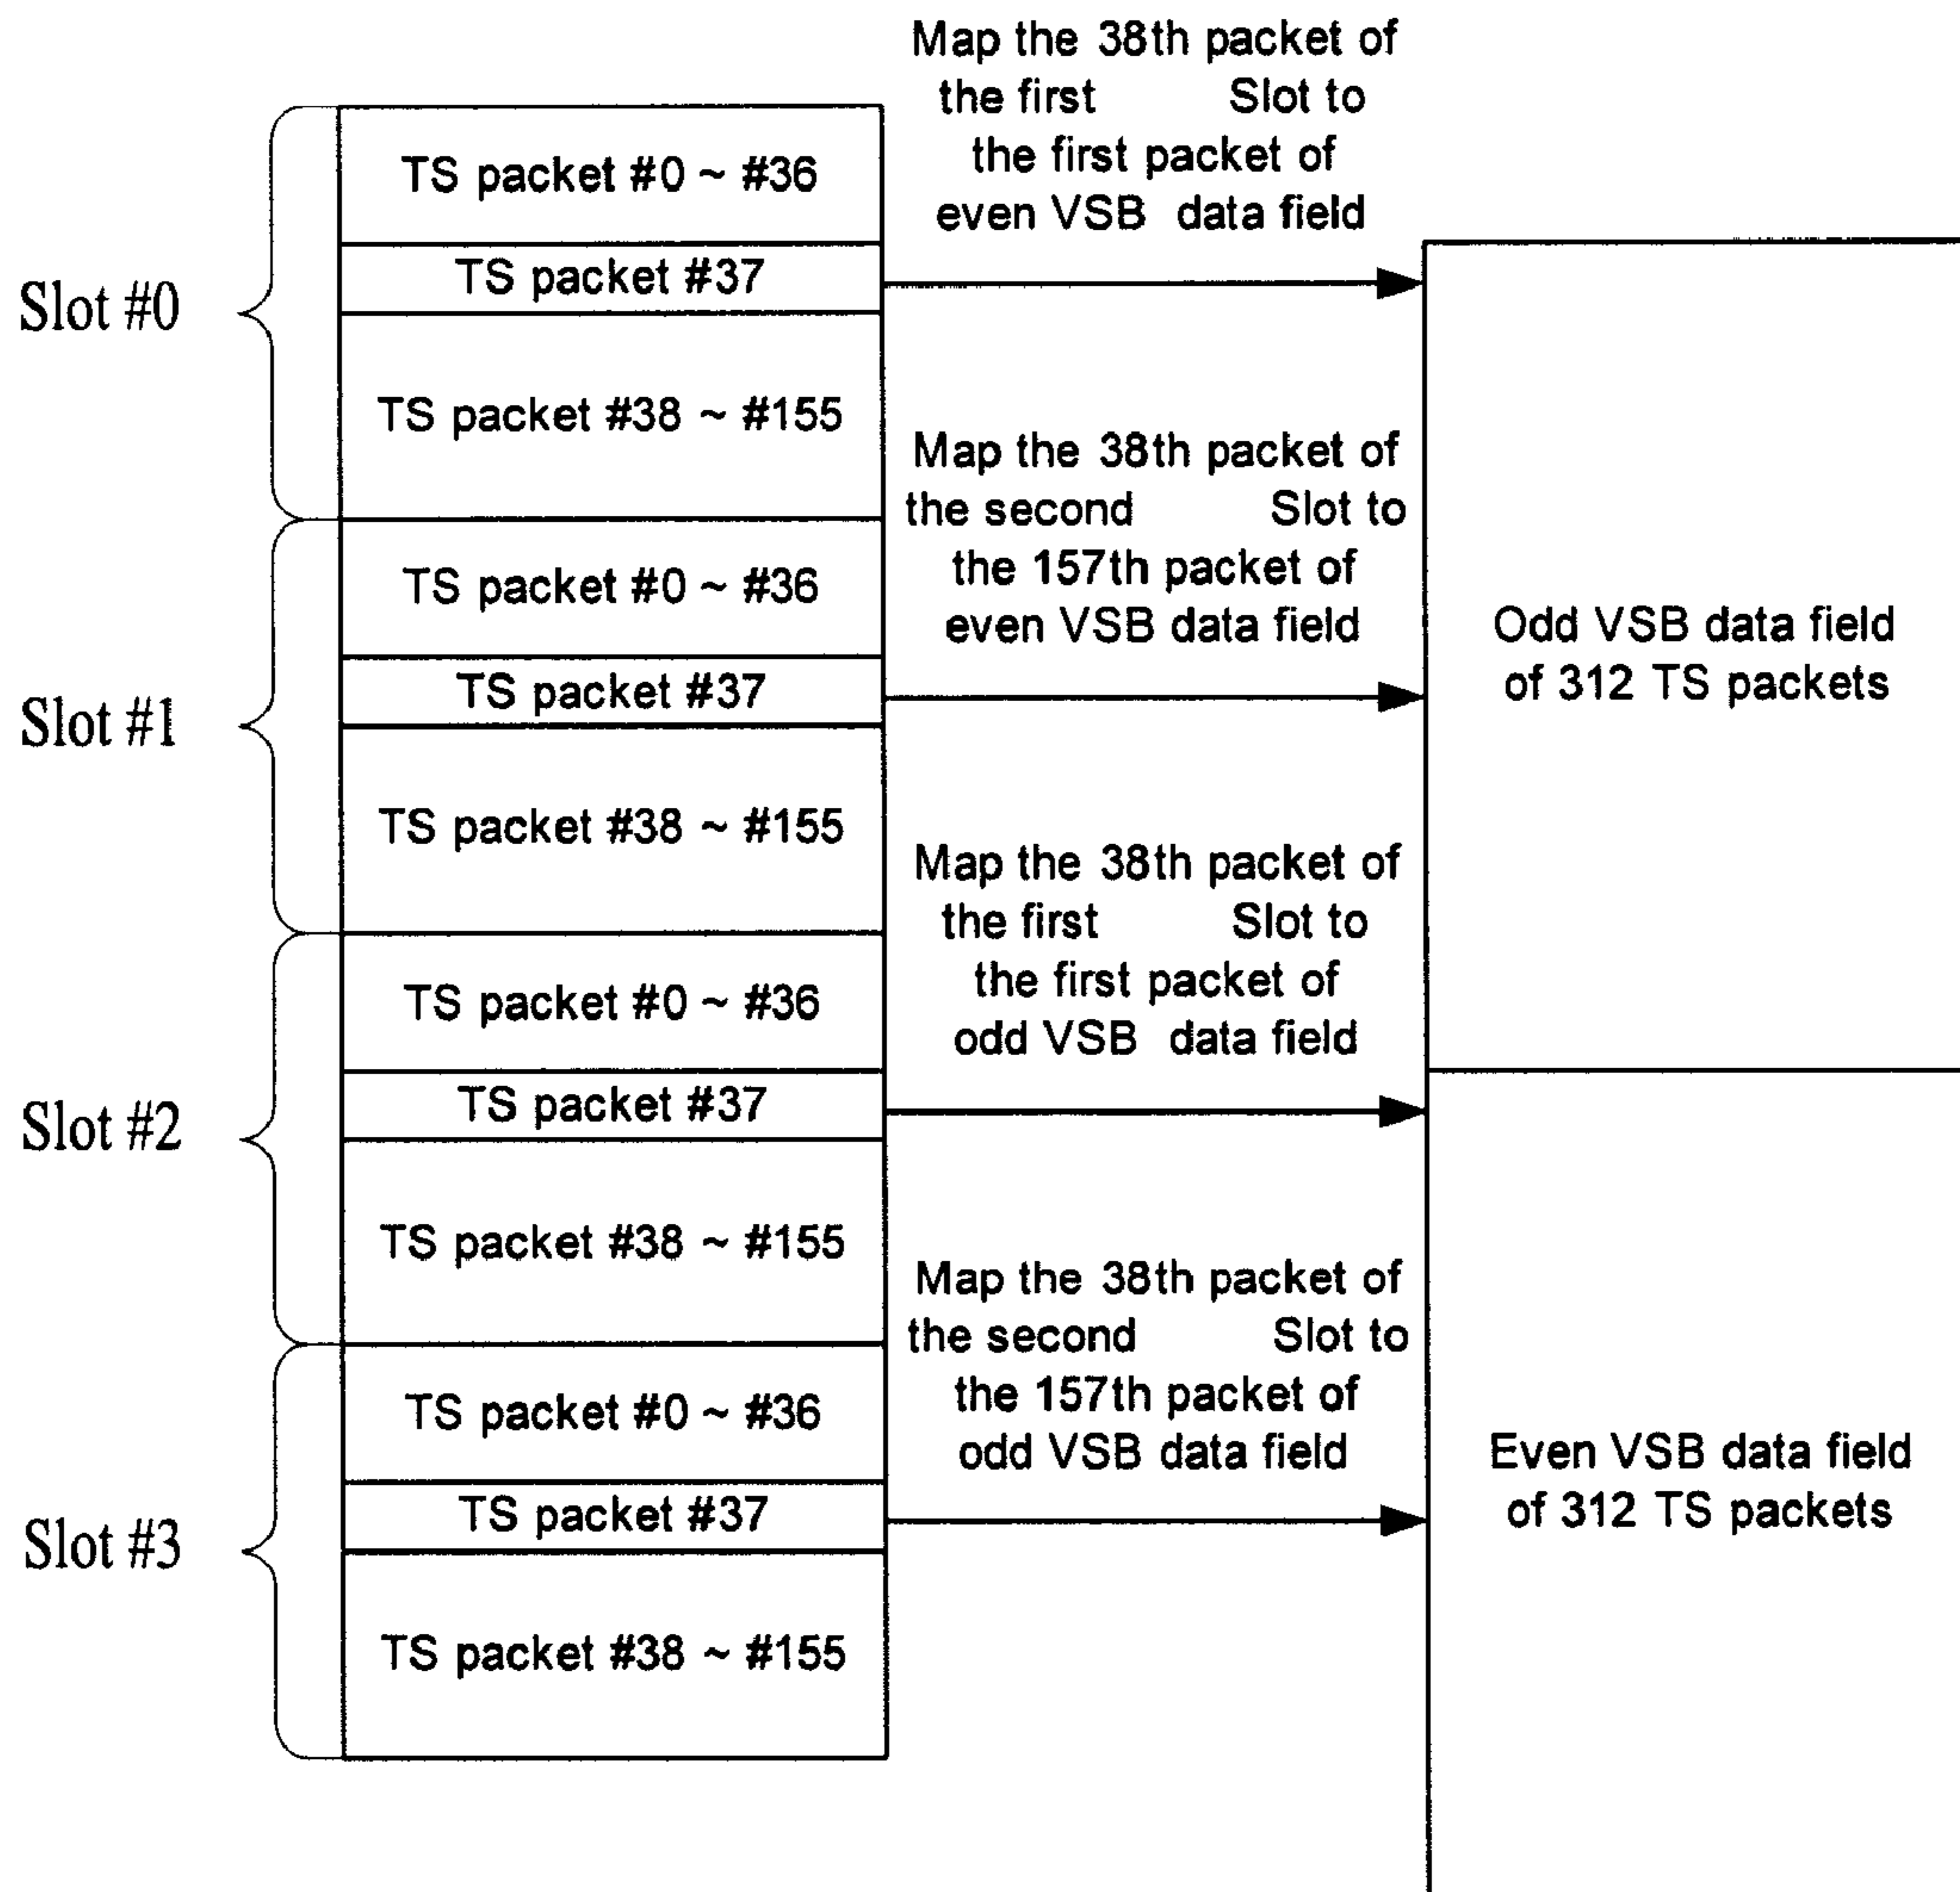 Map the 38th packet of
the first Slot to
the first packet of
even VSB data field
Slot #0
TS packet #0 ~ #36
TS packet #37
TS packet #38 ~ #155
Map the 38th packet of
the second Slot to
the 157th packet of
even VSB data field
Slot #1
TS packet #0 ~ #36
TS packet #37
TS packet #38 ~ #155
Odd VSB data field
of 312 TS packets
Map the 38th packet of
the first Slot to
the first packet of
odd VSB data field
Slot #2
TS packet #0 ~ #36
TS packet #37
TS packet #38 ~ #155
Map the 38th packet of
the second Slot to
the 157th packet of
odd VSB data field
Slot #3
TS packet #0 ~ #36
TS packet #37
TS packet #38 ~ #155
Even VSB data field
of 312 TS packets